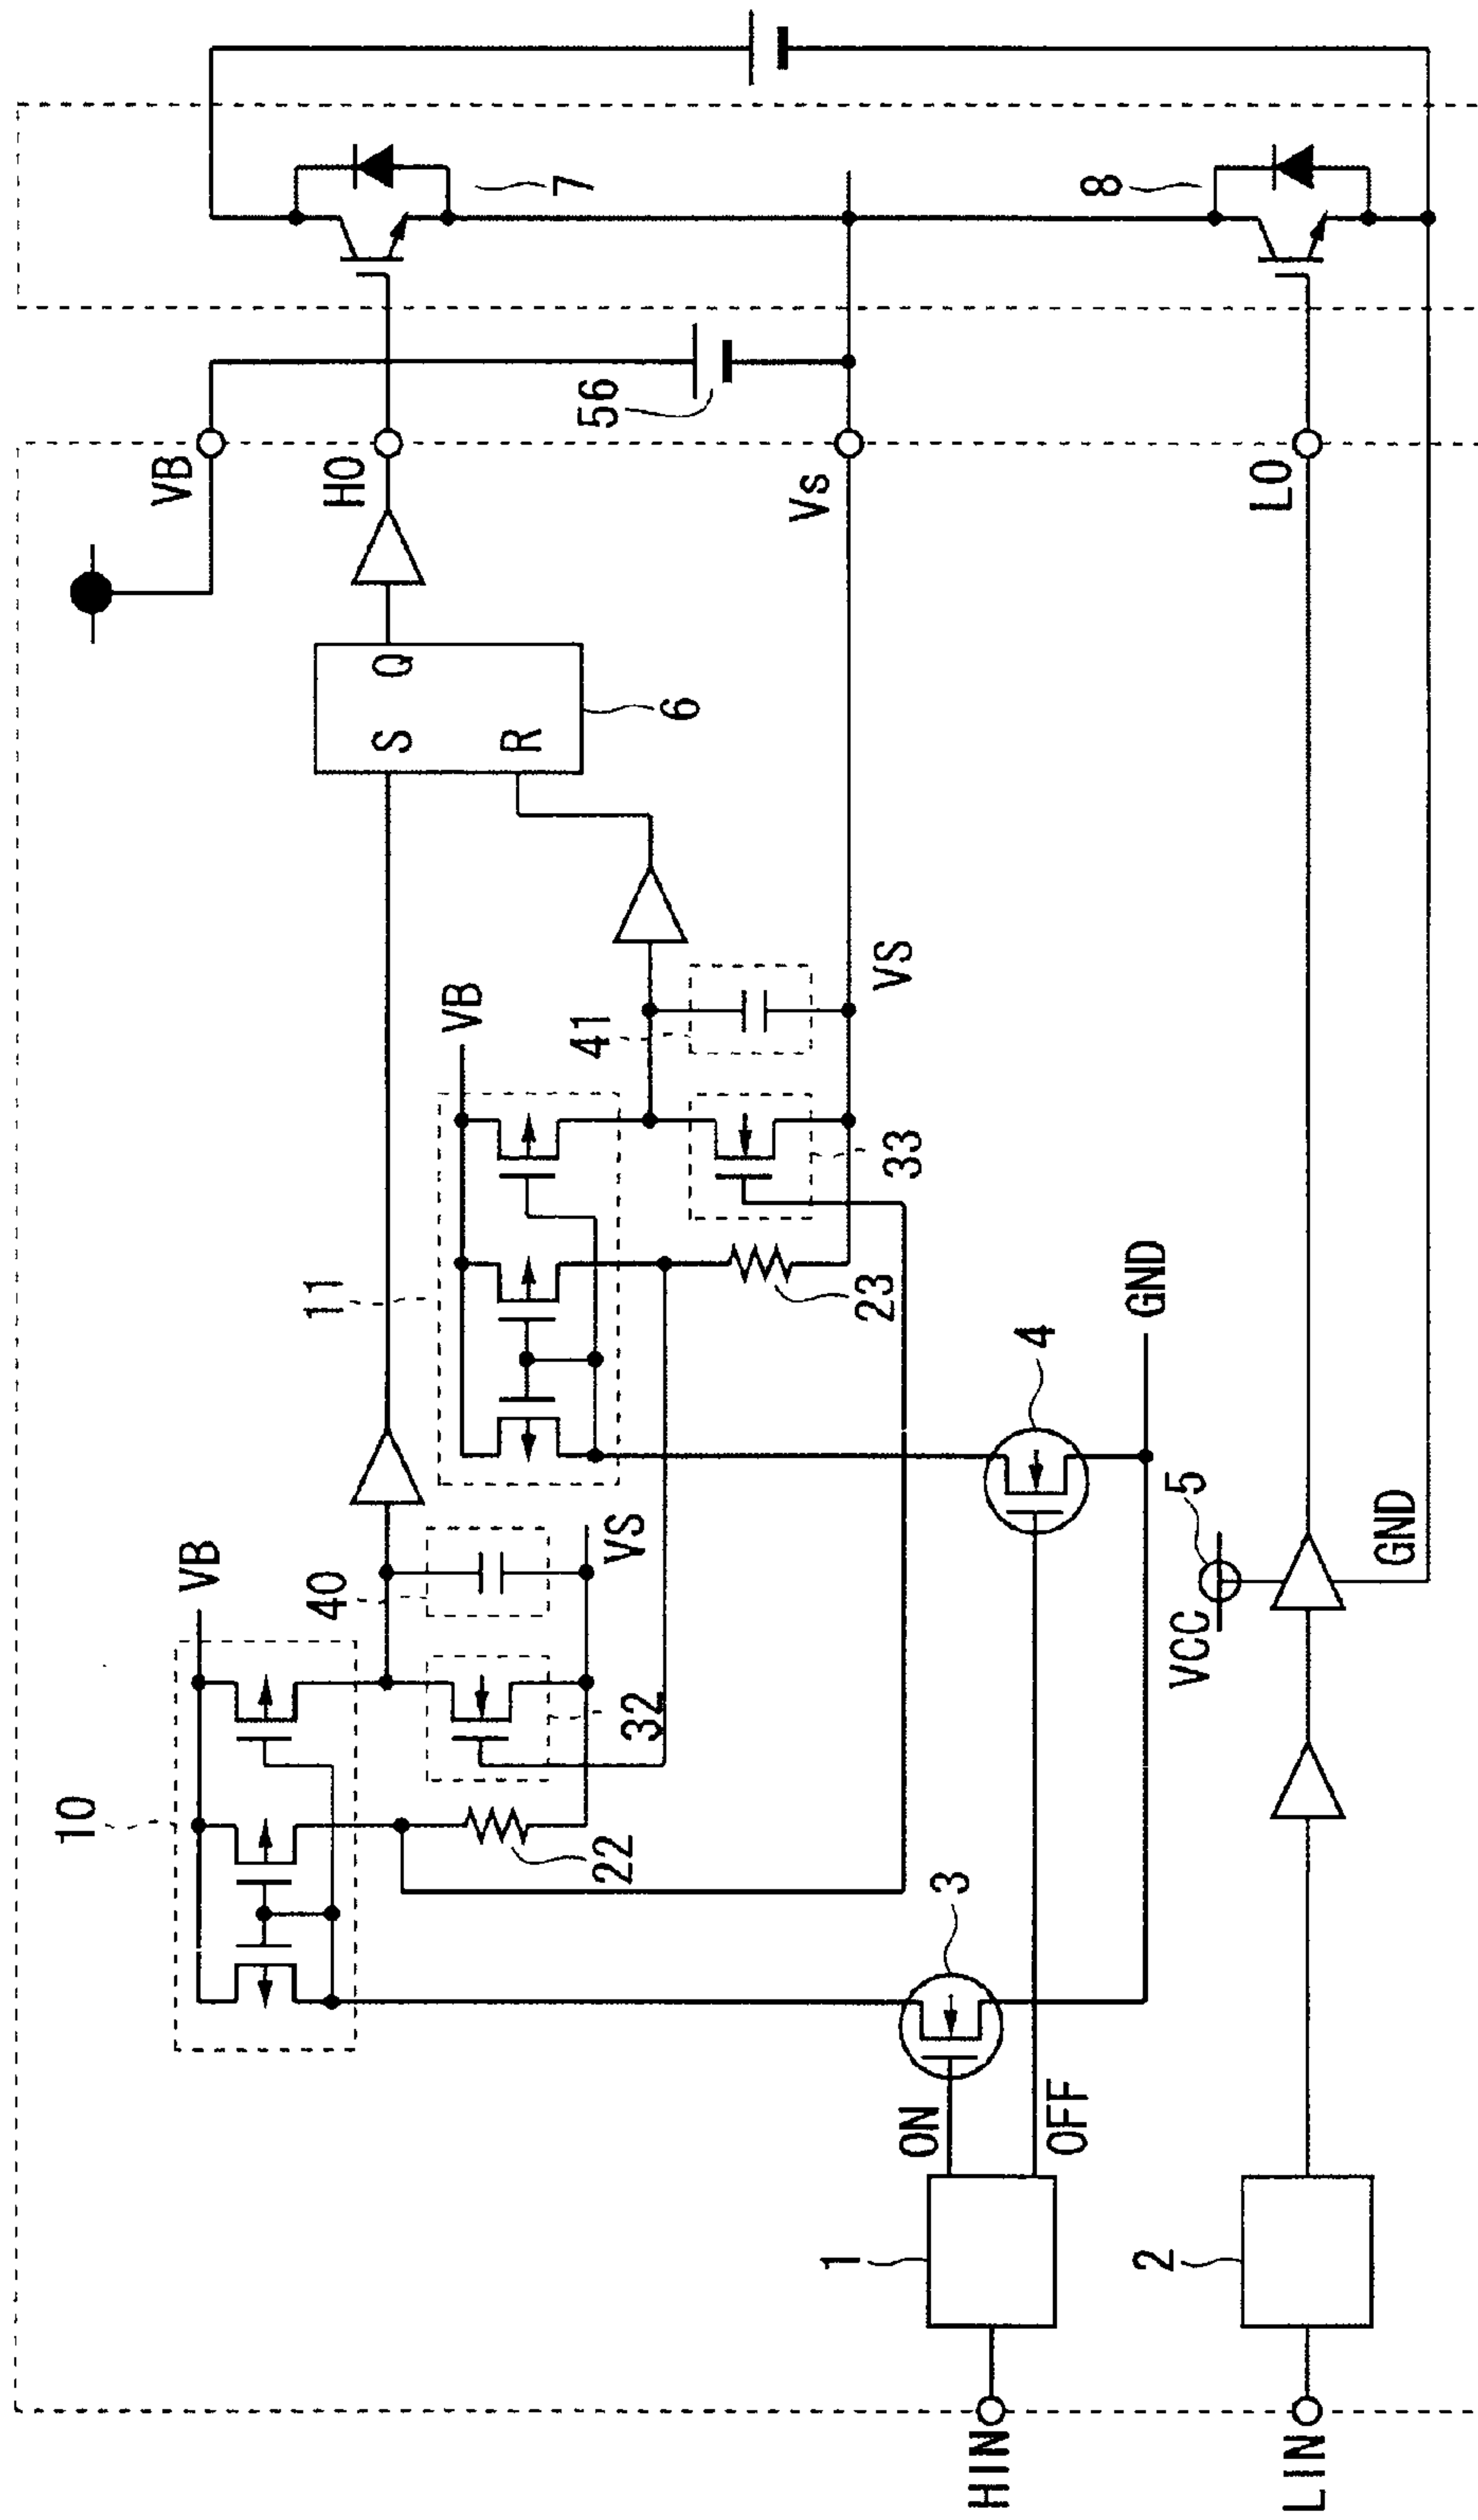 10
VB
40
VS
22
32
11
VB
41
VS
23
33
S
R
Q
6
VB
HO
Vs
LO
56
7
8
HIN
1
ON
OFF
3
4
GND
LIN
2
VCC
5
GND